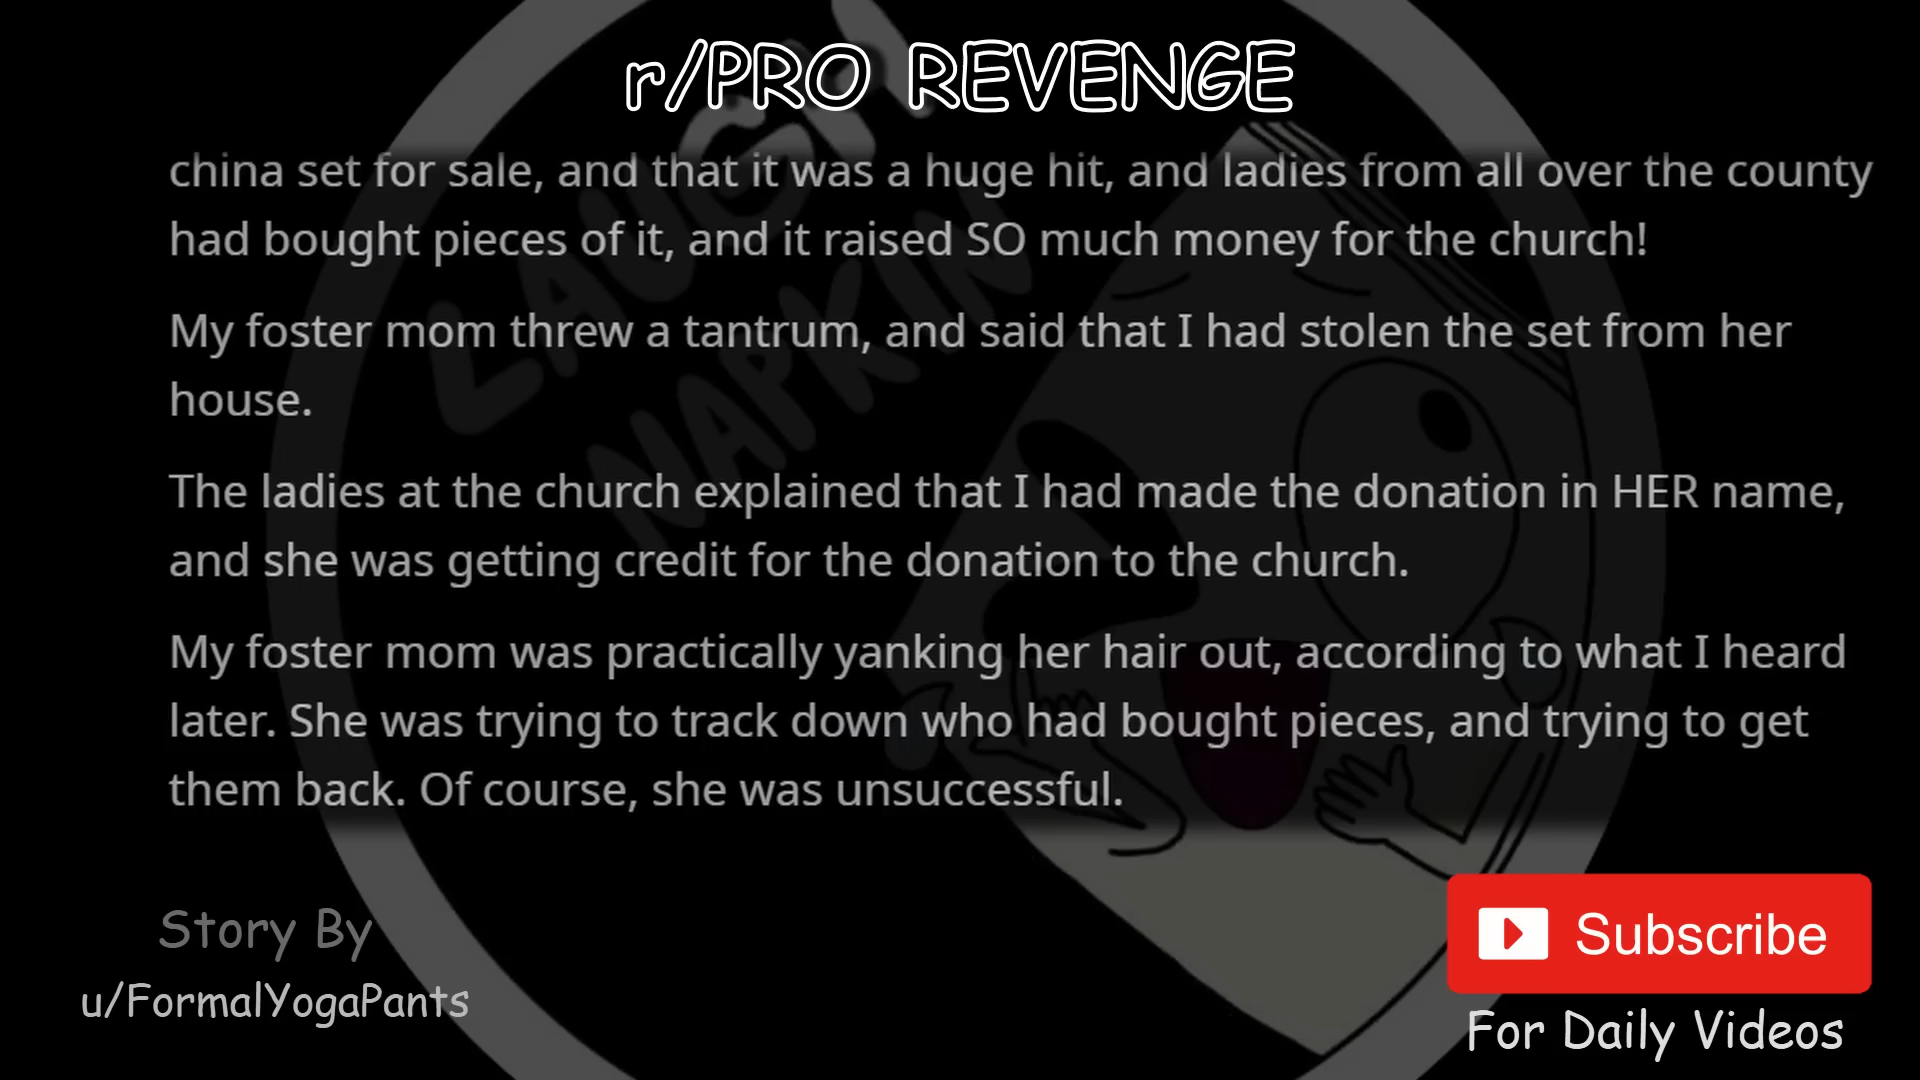 r/PRO REVENGE
LAUGH
NAPKIN
china set for sale, and that it was a huge hit, and ladies from all over the county
had bought pieces of it, and it raised SO much money for the church!
My foster mom threw a tantrum, and said that I had stolen the set from her
house.
The ladies at the church explained that I had made the donation in HER name,
and she was getting credit for the donation to the church.
My foster mom was practically yanking her hair out, according to what I heard
later. She was trying to track down who had bought pieces, and trying to get
them back. Of course, she was unsuccessful.
Story By
u/FormalYogaPants
Subscribe
For Daily Videos